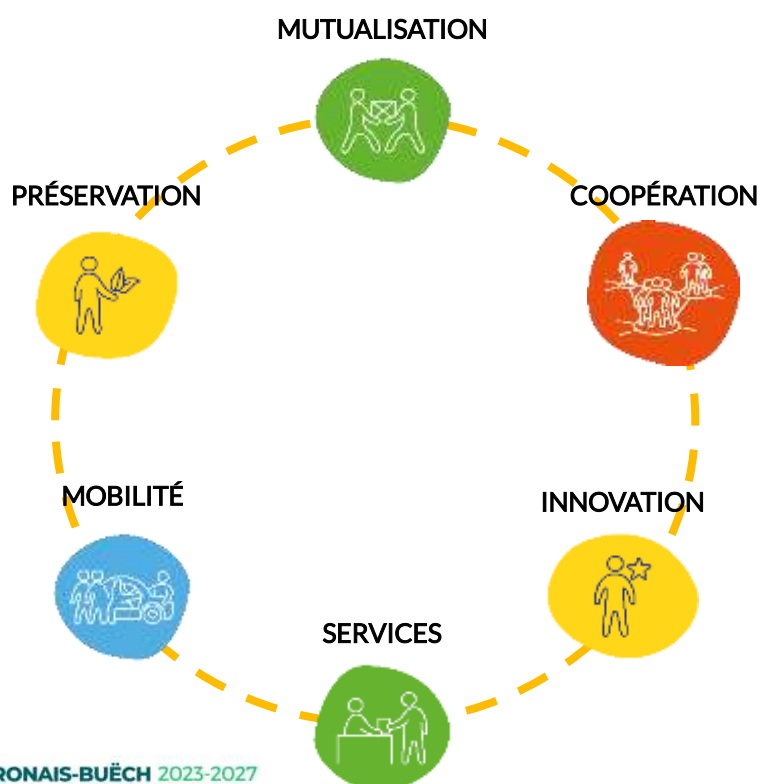 MUTUALISATION
PRÉSERVATION
COOPÉRATION
MOBILITÉ
INNOVATION
SERVICES
RONAIS-BUËCH 2023-2027